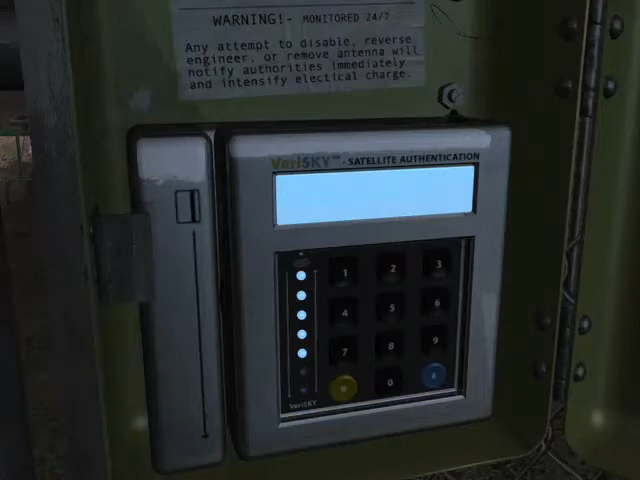 WARNING!- MONITORED 24/7
Any attempt to disable, reverse
engineer, or remove antenna will
notify authorities immediately
and intensify electical charge.
VeriSKY™ - SATELLITE AUTHENTICATION
1 2 3
4 5 6
7 8 9
0
VeriSKY